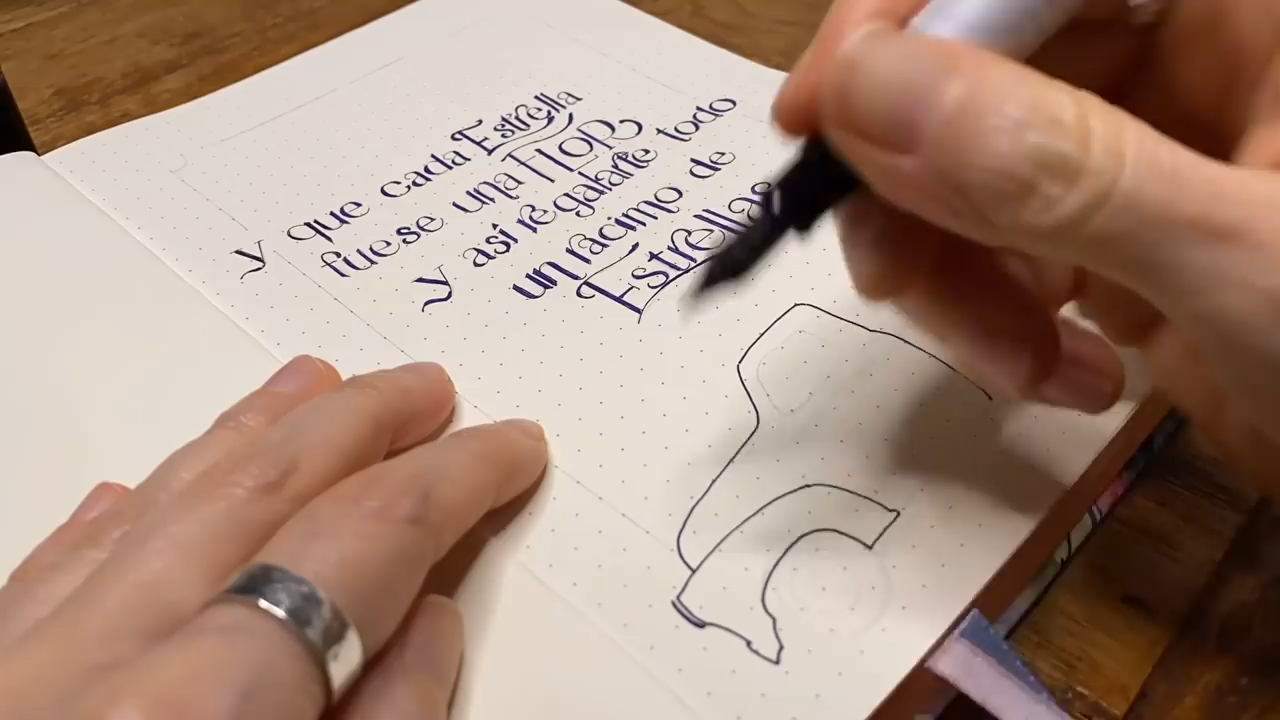 y que cada Estrella
fuese una FLOR
y así regalarte todo
un racimo de
Estrellas